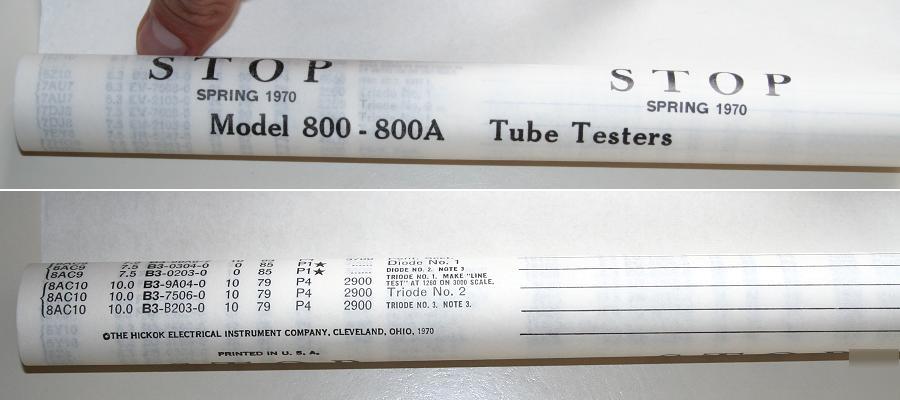 STOP STOP
SPRING 1970 SPRING 1970
Model 800 - 800A Tube Testers
8AC9 7.5 B3-0304-0 0 85 P1★ Diode No. 1
8AC9 7.5 B3-0203-0 0 85 P1★ DIODE NO. 2. NOTE 3
8AC10 10.0 B3-9A04-0 10 79 P4 2900 TRIODE NO. 1. MAKE "LINE
TEST" AT 1260 ON 3000 SCALE.
8AC10 10.0 B3-7506-0 10 79 P4 2900 Triode No. 2
8AC10 10.0 B3-B203-0 10 79 P4 2900 TRIODE NO. 3. NOTE 3.
©THE HICKOK ELECTRICAL INSTRUMENT COMPANY, CLEVELAND, OHIO, 1970
PRINTED IN U. S. A.